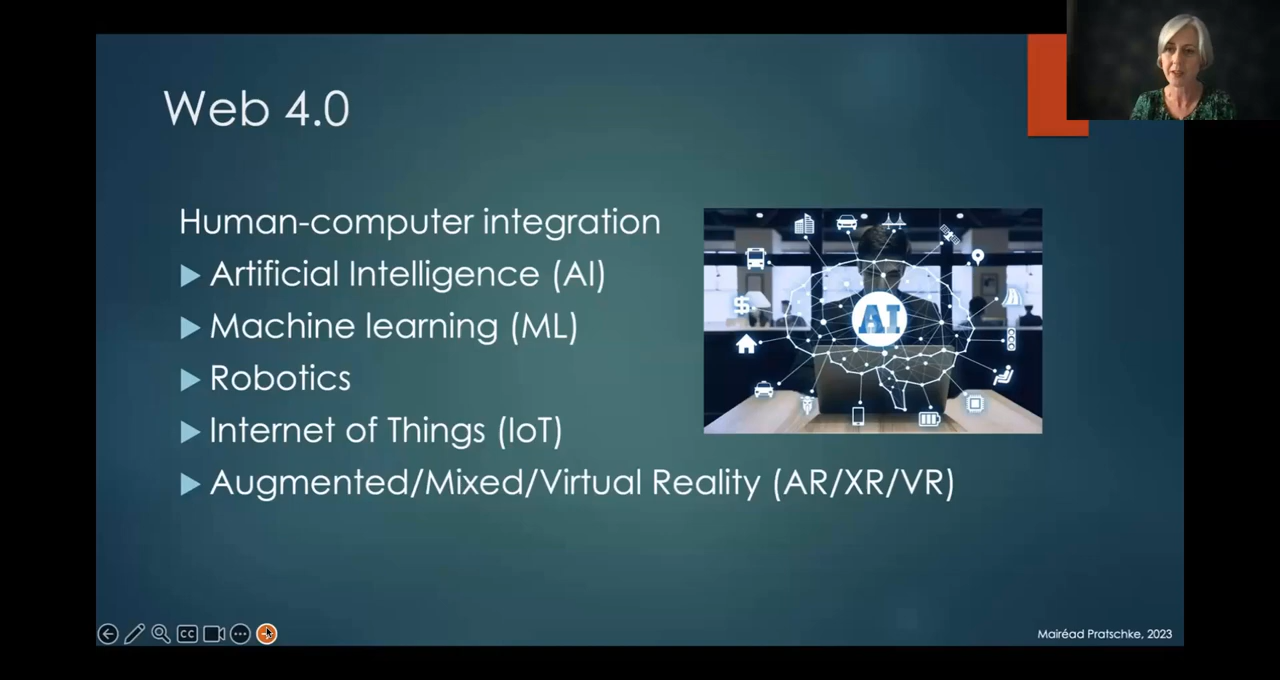 Web 4.0
Human-computer integration
Artificial Intelligence (AI)
Machine learning (ML)
Robotics
Internet of Things (IoT)
Augmented/Mixed/Virtual Reality (AR/XR/VR)
AI
$
CC
Mairéad Pratschke, 2023